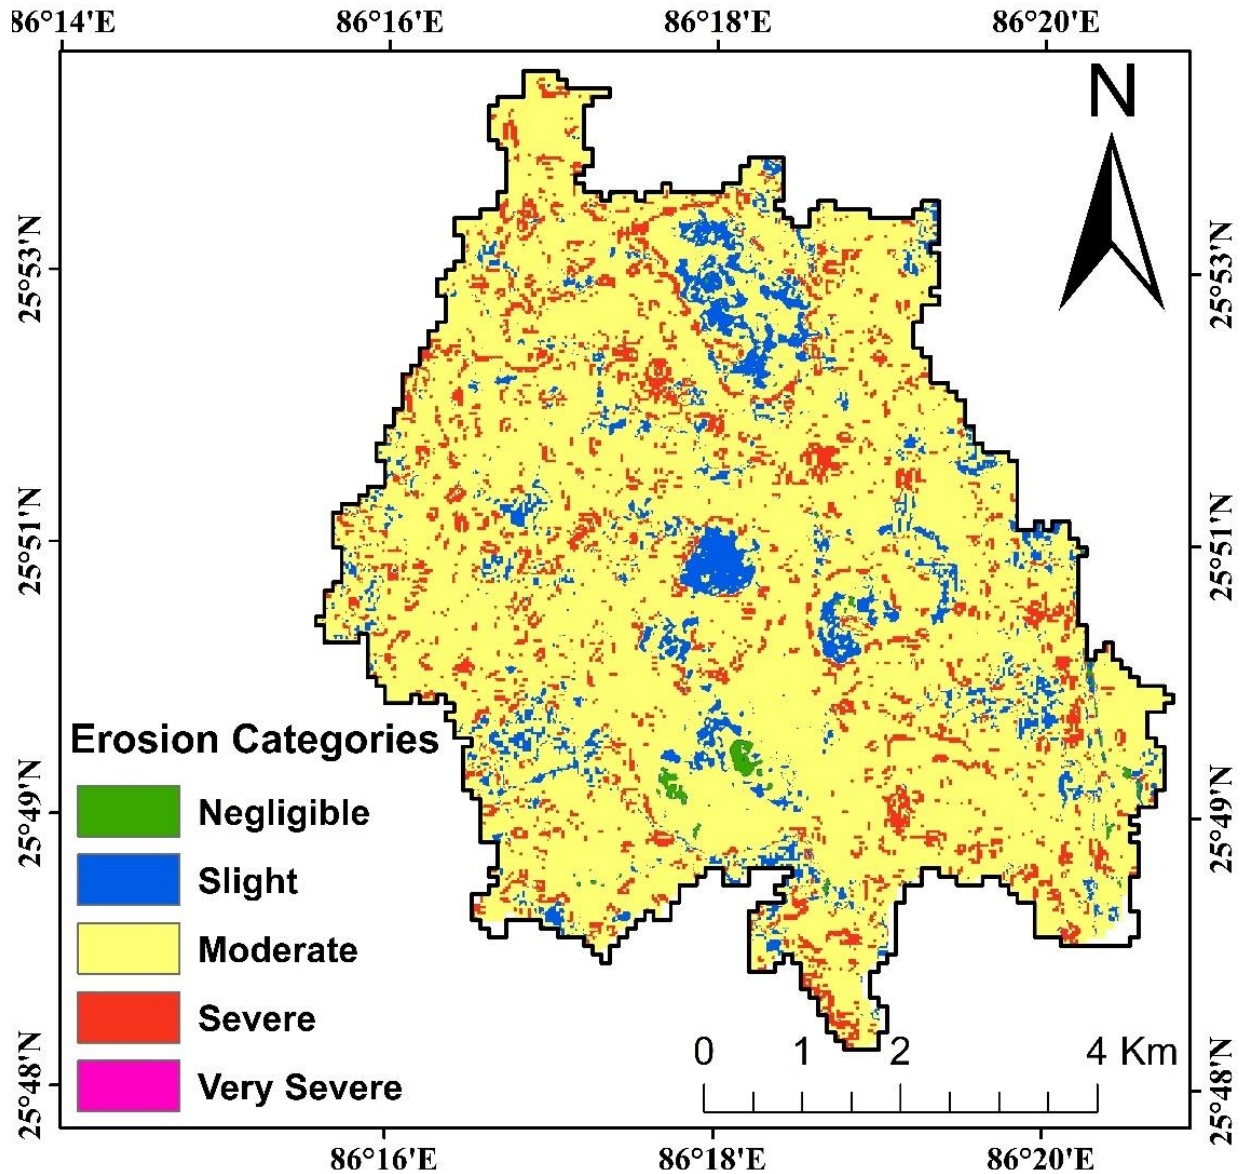 86°14'E 86°16'E 86°18'E 86°20'E
N
25°53'N 25°53'N
25°51'N 25°51'N
25°49'N 25°49'N
25°48'N 25°48'N
Erosion Categories
Negligible
Slight
Moderate
Severe
Very Severe
0 1 2 4 Km
86°16'E 86°18'E 86°20'E